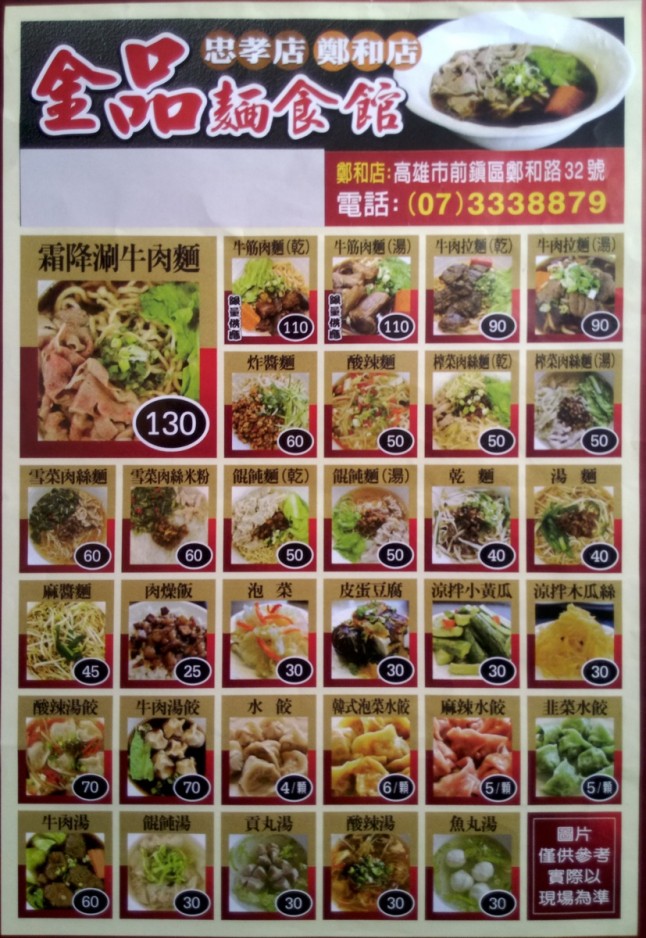 忠孝店 鄭和店
金品麵食館
鄭和店:高雄市前鎮區鄭和路32號
電話:(07)3338879
霜降涮牛肉麵
130
牛筋肉麵(乾)
110
牛筋肉麵(湯)
110
牛肉拉麵(乾)
90
牛肉拉麵(湯)
90
炸醬麵
60
酸辣麵
50
榨菜肉絲麵(乾)
50
榨菜肉絲麵(湯)
50
雪菜肉絲麵
60
雪菜肉絲米粉
60
餛飩麵(乾)
50
餛飩麵(湯)
50
乾 麵
40
湯 麵
40
麻醬麵
45
肉燥飯
25
泡 菜
30
皮蛋豆腐
30
涼拌小黃瓜
30
涼拌木瓜絲
30
酸辣湯餃
70
牛肉湯餃
70
水 餃
4/顆
韓式泡菜水餃
6/顆
麻辣水餃
5/顆
韭菜水餃
5/顆
牛肉湯
60
餛飩湯
30
貢丸湯
30
酸辣湯
30
魚丸湯
30
圖片
僅供參考
實際以
現場為準